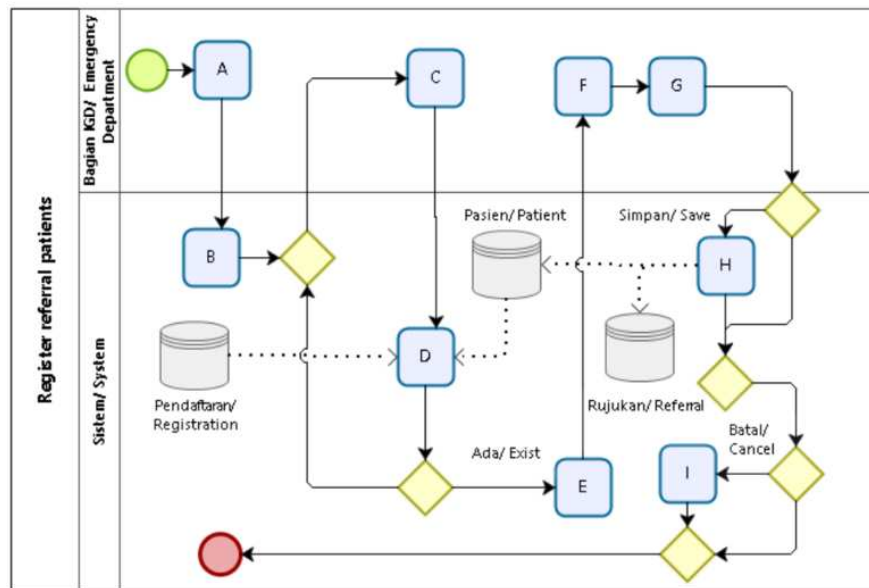 Register referral patients
Bagian IGD/ Emergency
Department
A
C
F
G
Sistem/ System
Pasien/ Patient
Simpan/ Save
B
H
D
Pendaftaran/
Registration
Rujukan/ Referral
Ada/ Exist
Batal/
Cancel
E
I